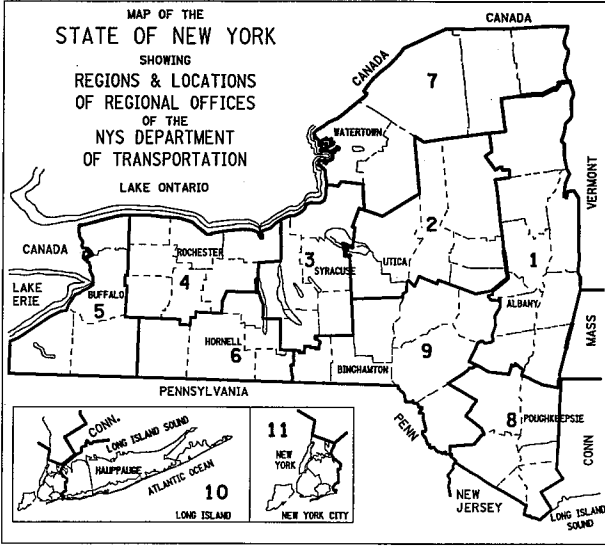 MAP OF THE
STATE OF NEW YORK
SHOWING
REGIONS & LOCATIONS
OF REGIONAL OFFICES
OF THE
NYS DEPARTMENT
OF TRANSPORTATION
LAKE ONTARIO
CANADA
CANADA
7
WATERTOWN
VERMONT
2
CANADA
ROCHESTER
3
SYRACUSE
UTICA
1
LAKE
ERIE
BUFFALO
5
4
ALBANY
MASS
HORNELL
6
BINGHAMTON
9
PENNSYLVANIA
PENN
8
POUGHKEEPSIE
CONN
NEW
JERSEY
LONG ISLAND
SOUND
CONN.
LONG ISLAND SOUND
HAUPPAUGE
ATLANTIC OCEAN
10
LONG ISLAND
11
NEW
YORK
NEW YORK CITY